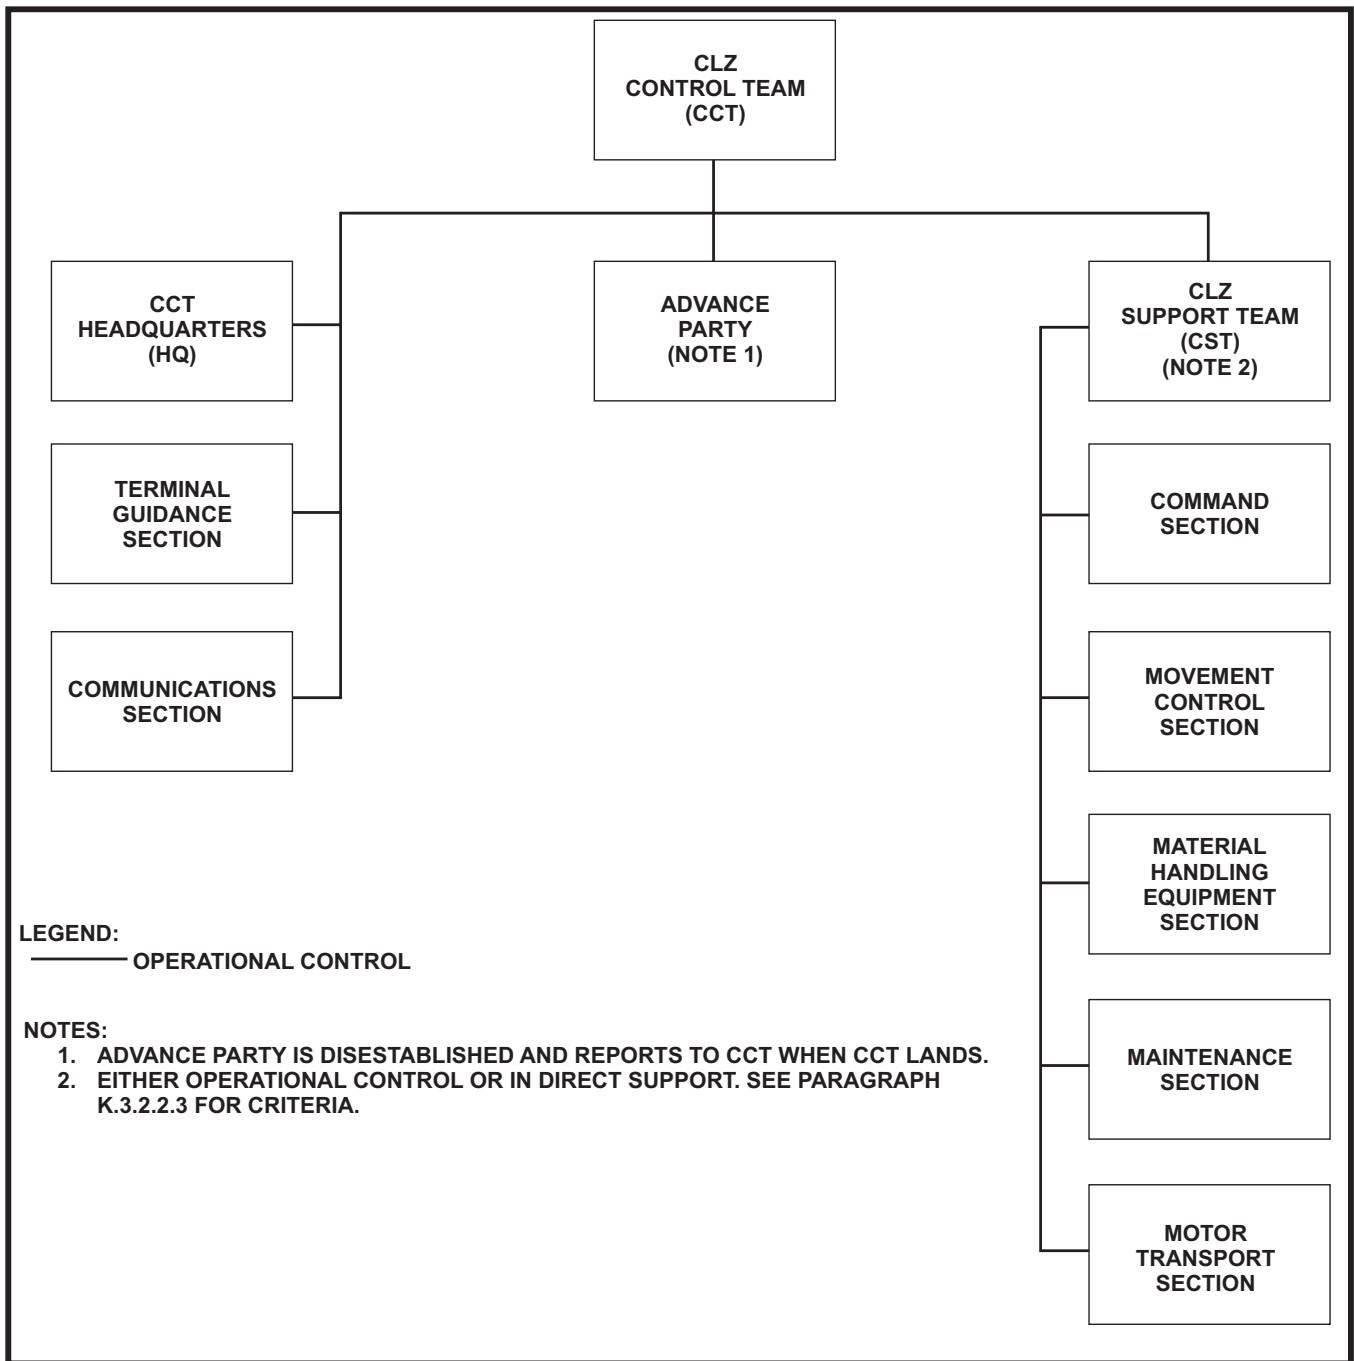 CLZ
CONTROL TEAM
(CCT)
CCT
HEADQUARTERS
(HQ)
ADVANCE
PARTY
(NOTE 1)
CLZ
SUPPORT TEAM
(CST)
(NOTE 2)
TERMINAL
GUIDANCE
SECTION
COMMAND
SECTION
COMMUNICATIONS
SECTION
MOVEMENT
CONTROL
SECTION
MATERIAL
HANDLING
EQUIPMENT
SECTION
LEGEND:
OPERATIONAL CONTROL
NOTES:
1. ADVANCE PARTY IS DISESTABLISHED AND REPORTS TO CCT WHEN CCT LANDS.
2. EITHER OPERATIONAL CONTROL OR IN DIRECT SUPPORT. SEE PARAGRAPH
K.3.2.2.3 FOR CRITERIA.
MAINTENANCE
SECTION
MOTOR
TRANSPORT
SECTION